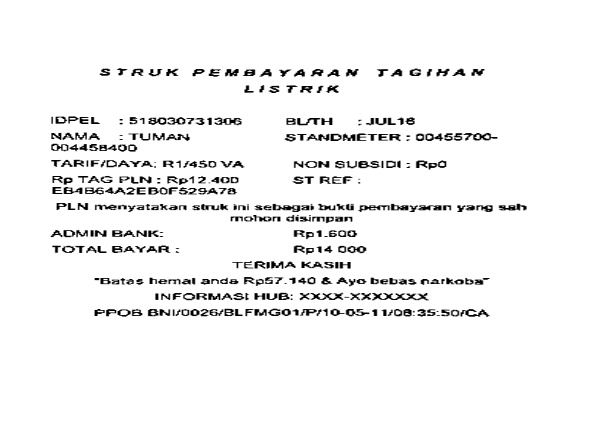 STRUK PEMBAYARAN TAGIHAN
LISTRIK
IDPEL : 518030731306 BL/TH : JUL16
NAMA : TUMAN STANDMETER : 00455700-
004458400
TARIF/DAYA: R1/450 VA NON SUBSIDI : Rp0
Rp TAG PLN : Rp12.400 ST REF :
EB4B64A2EB0F529A78
PLN menyatakan struk ini sebagai bukti pembayaran yang sah
mohon disimpan
ADMIN BANK: Rp1.600
TOTAL BAYAR : Rp14 000
TERIMA KASIH
"Batas hemat anda Rp57.140 & Ayo bebas narkoba"
INFORMASI HUB: XXXX-XXXXXXX
PPOB BNI/0026/BLFMG01/P/10-05-11/08:35:50/CA